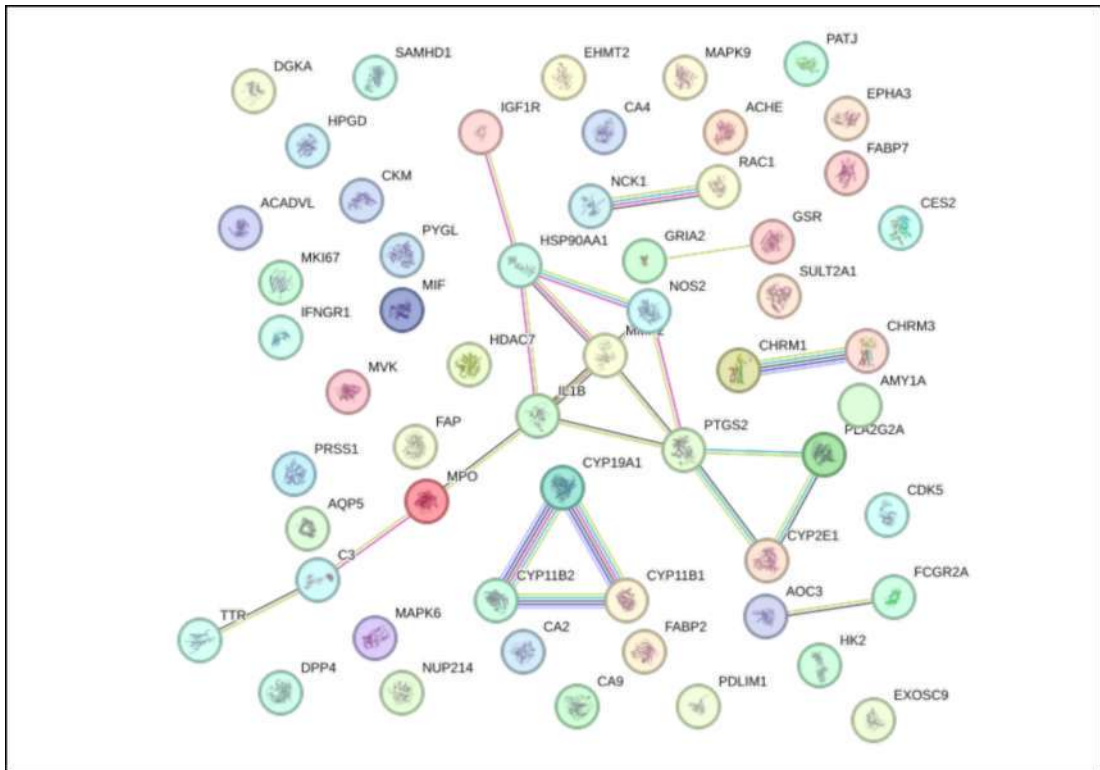 PATJ
SAMHD1
EHMT2
MAPK9
DGKA
EPHA3
IGF1R
CA4
ACHE
HPGD
FABP7
RAC1
NCK1
CKM
ACADVL
CES2
GSR
PYGL
GRIA2
HSP90AA1
MKI67
SULT2A1
MIF
NOS2
IFNGR1
CHRM3
HDAC7
CHRM1
MVK
AMY1A
IL1B
FAP
PTGS2
PLA2G2A
PRSS1
CYP19A1
MPO
CDK5
AQP5
CYP2E1
C3
CYP11B2
CYP11B1
FCGR2A
AOC3
TTR
MAPK6
CA2
FABP2
HK2
DPP4
NUP214
CA9
PDLIM1
EXOSC9